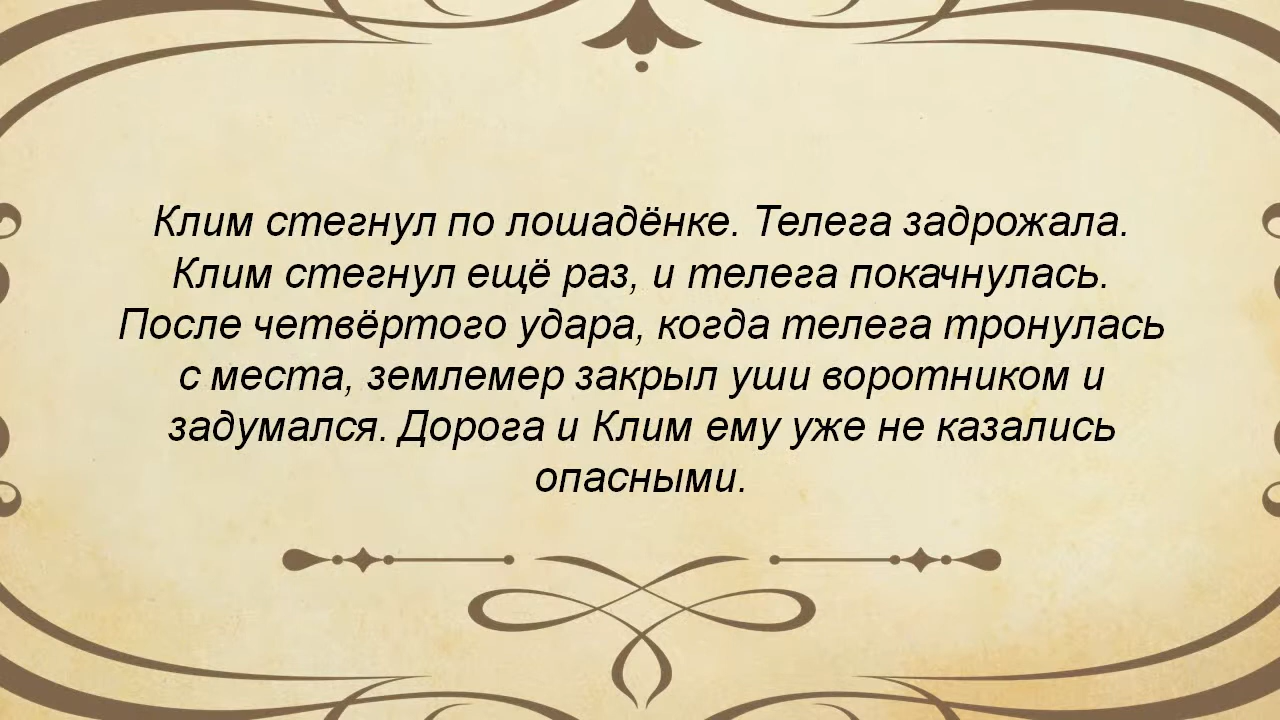 Клим стегнул по лошадёнке. Телега задрожала.
Клим стегнул ещё раз, и телега покачнулась.
После четвёртого удара, когда телега тронулась
с места, землемер закрыл уши воротником и
задумался. Дорога и Клим ему уже не казались
опасными.